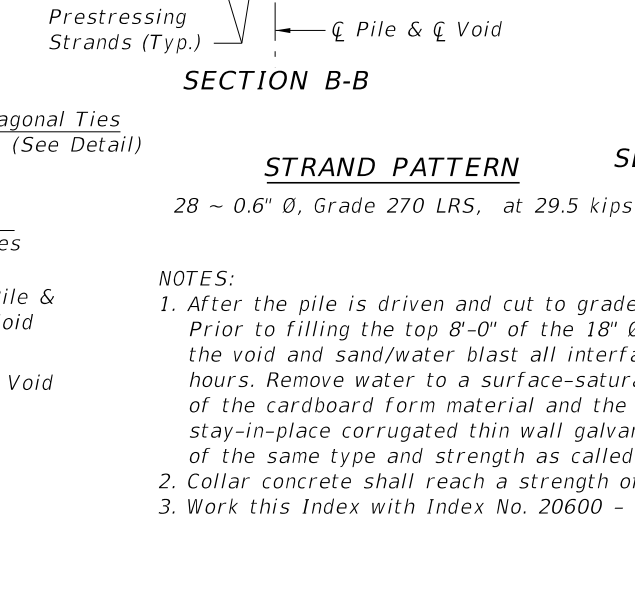 Prestressing
Strands (Typ.)
℄ Pile & ℄ Void
SECTION B-B
agonal Ties
(See Detail)
STRAND PATTERN
28 ~ 0.6" Ø, Grade 270 LRS, at 29.5 kips
es
Pile &
Void
Void
NOTES:
1. After the pile is driven and cut to grade
Prior to filling the top 8'-0" of the 18" Ø
the void and sand/water blast all interfa
hours. Remove water to a surface-satura
of the cardboard form material and the
stay-in-place corrugated thin wall galvan
of the same type and strength as called
2. Collar concrete shall reach a strength of
3. Work this Index with Index No. 20600 -